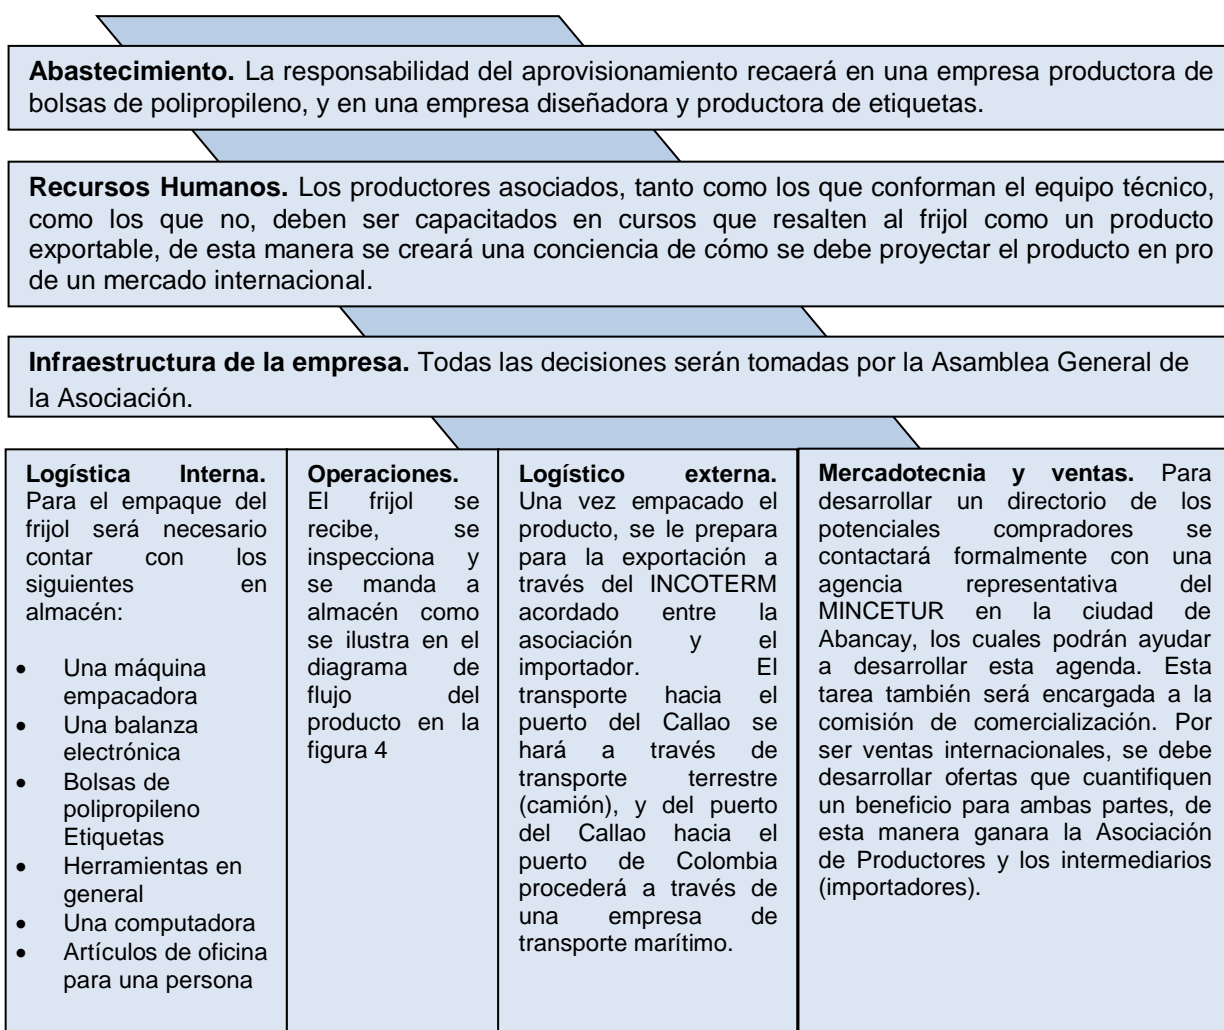 Abastecimiento. La responsabilidad del aprovisionamiento recaerá en una empresa productora de
bolsas de polipropileno, y en una empresa diseñadora y productora de etiquetas.
Recursos Humanos. Los productores asociados, tanto como los que conforman el equipo técnico,
como los que no, deben ser capacitados en cursos que resalten al frijol como un producto
exportable, de esta manera se creará una conciencia de cómo se debe proyectar el producto en pro
de un mercado internacional.
Infraestructura de la empresa. Todas las decisiones serán tomadas por la Asamblea General de
la Asociación.
Logística Interna.
Para el empaque del
frijol será necesario
contar con los
siguientes en
almacén:
• Una máquina
empacadora
• Una balanza
electrónica
• Bolsas de
polipropileno
Etiquetas
• Herramientas en
general
• Una computadora
• Artículos de oficina
para una persona
Operaciones.
El frijol se
recibe, se
inspecciona y
se manda a
almacén como
se ilustra en el
diagrama de
flujo del
producto en la
figura 4
Logístico externa.
Una vez empacado el
producto, se le prepara
para la exportación a
través del INCOTERM
acordado entre la
asociación y el
importador. El
transporte hacia el
puerto del Callao se
hará a través de
transporte terrestre
(camión), y del puerto
del Callao hacia el
puerto de Colombia
procederá a través de
una empresa de
transporte marítimo.
Mercadotecnia y ventas. Para
desarrollar un directorio de los
potenciales compradores se
contactará formalmente con una
agencia representativa del
MINCETUR en la ciudad de
Abancay, los cuales podrán ayudar
a desarrollar esta agenda. Esta
tarea también será encargada a la
comisión de comercialización. Por
ser ventas internacionales, se debe
desarrollar ofertas que cuantifiquen
un beneficio para ambas partes, de
esta manera ganara la Asociación
de Productores y los intermediarios
(importadores).